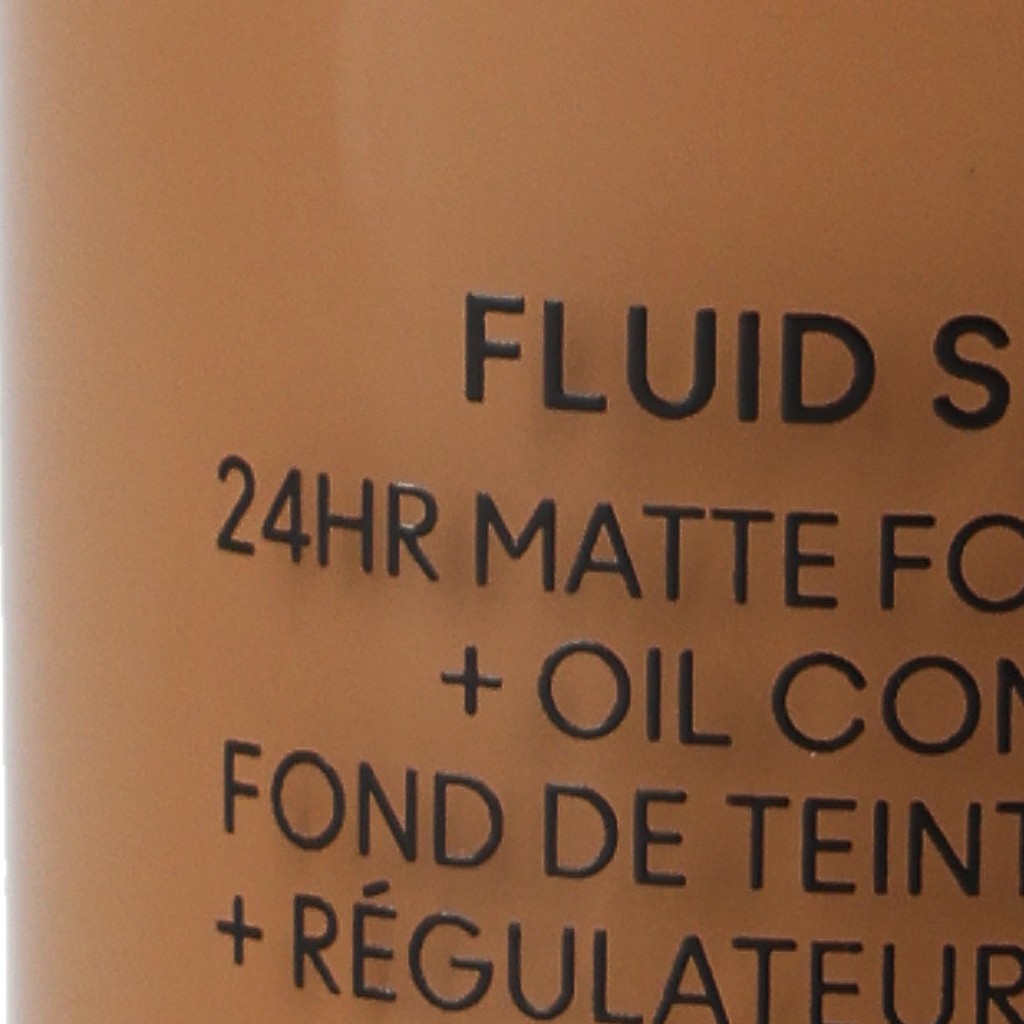 FLUID S
24HR MATTE FO
+ OIL CON
FOND DE TEINT
+ RÉGULATEUR